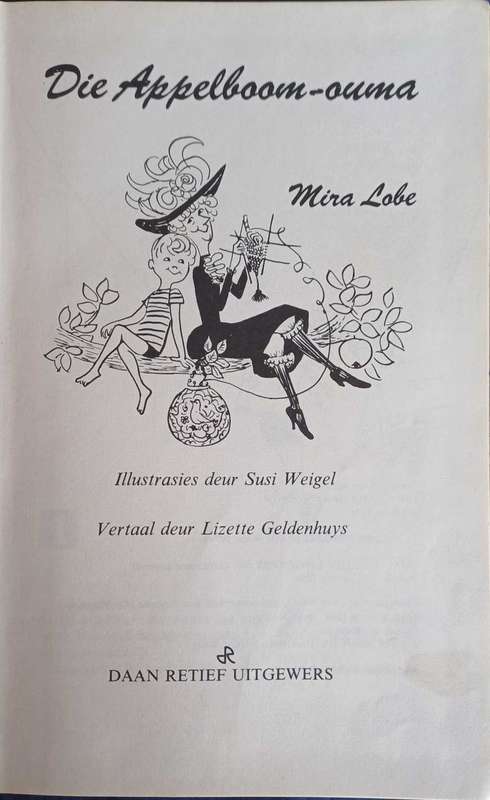 Die Appelboom-ouma
Mira Lobe
Illustrasies deur Susi Weigel
Vertaal deur Lizette Geldenhuys
DAAN RETIEF UITGEWERS